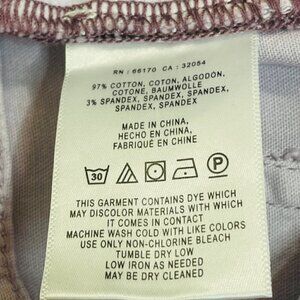 RN : 66170 CA : 32054
97% COTTON, COTON, ALGODÓN,
COTONE, BAUMWOLLE
3% SPANDEX, SPANDEX, SPANDEX,
SPANDEX, SPANDEX
MADE IN CHINA,
HECHO EN CHINA,
FABRIQUÉ EN CHINE
30 P
THIS GARMENT CONTAINS DYE WHICH
MAY DISCOLOR MATERIALS WITH WHICH
IT COMES IN CONTACT
MACHINE WASH COLD WITH LIKE COLORS
USE ONLY NON-CHLORINE BLEACH
TUMBLE DRY LOW
LOW IRON AS NEEDED
MAY BE DRY CLEANED